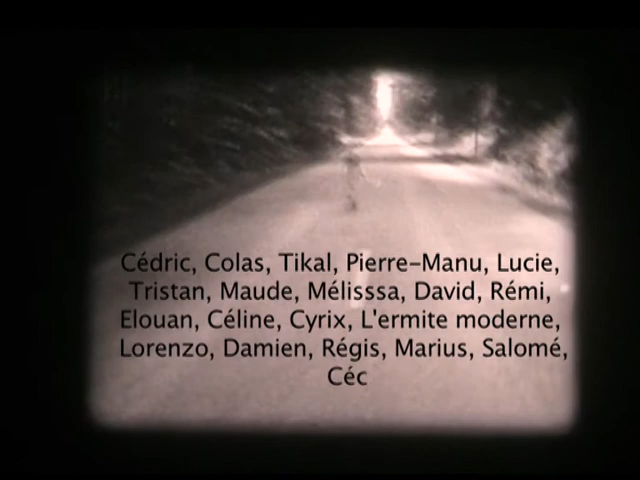 Cédric, Colas, Tikal, Pierre-Manu, Lucie,
Tristan, Maude, Mélisssa, David, Rémi,
Elouan, Céline, Cyrix, L'ermite moderne,
Lorenzo, Damien, Régis, Marius, Salomé,
Céc